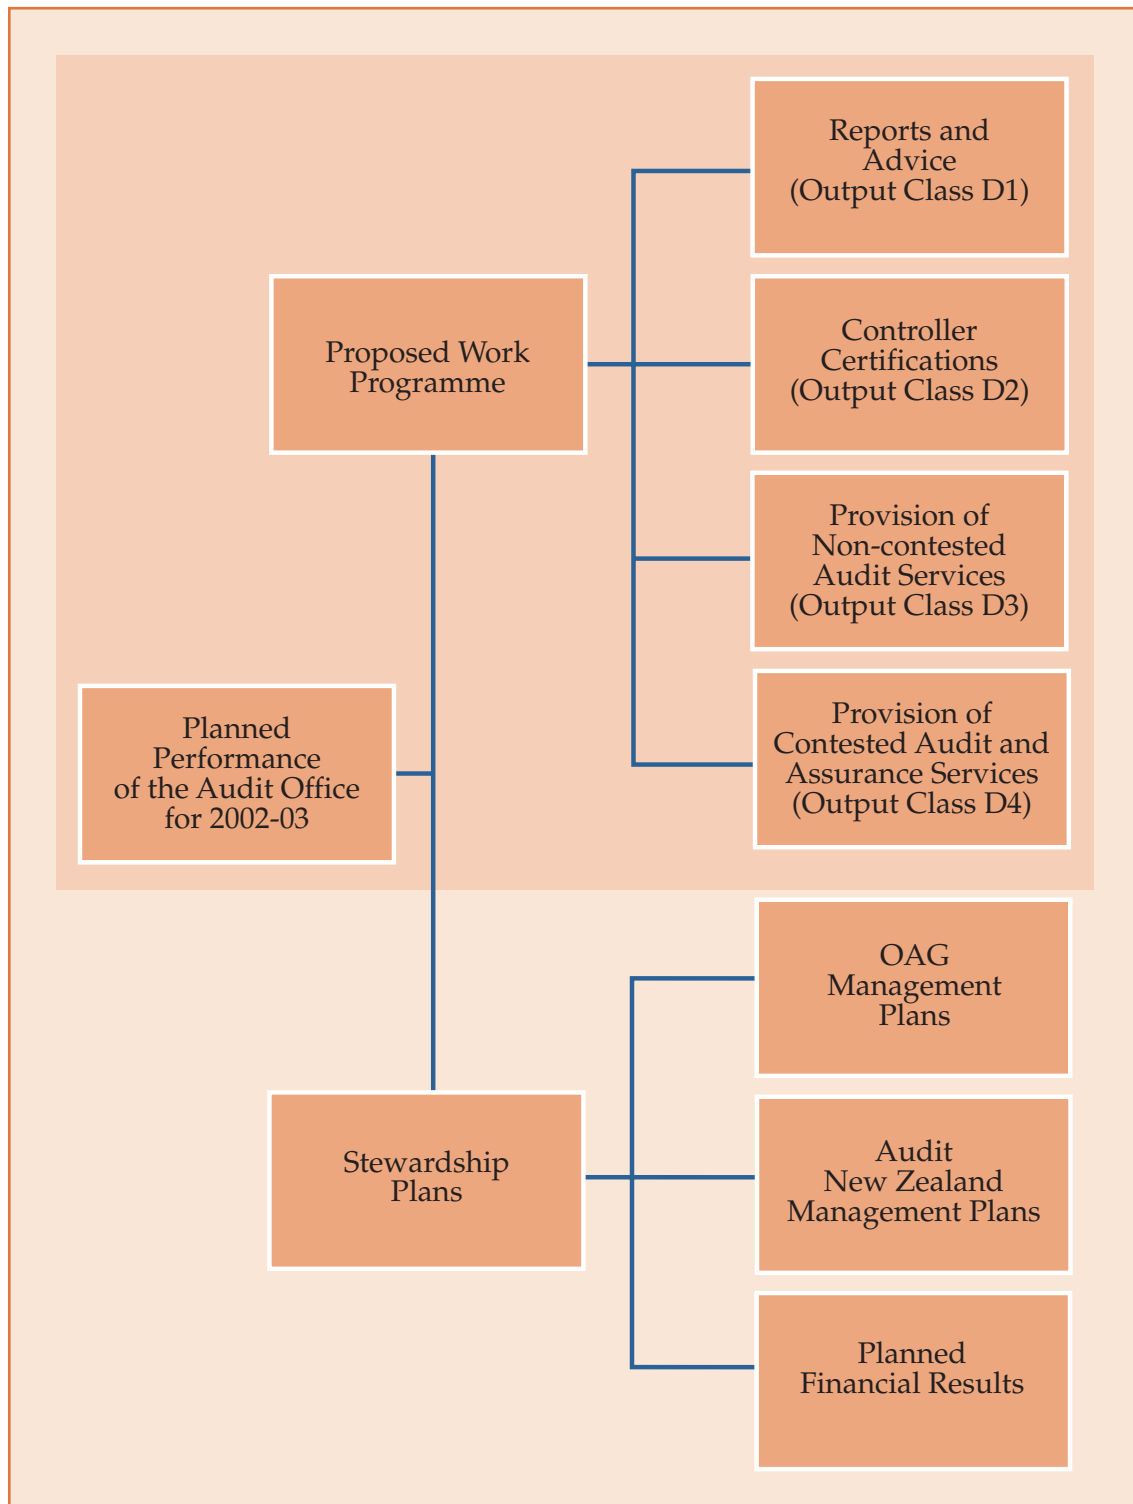 Reports and
Advice
(Output Class D1)
Proposed Work
Programme
Controller
Certifications
(Output Class D2)
Provision of
Non-contested
Audit Services
(Output Class D3)
Planned
Performance
of the Audit Office
for 2002-03
Provision of
Contested Audit and
Assurance Services
(Output Class D4)
OAG
Management
Plans
Stewardship
Plans
Audit
New Zealand
Management Plans
Planned
Financial Results